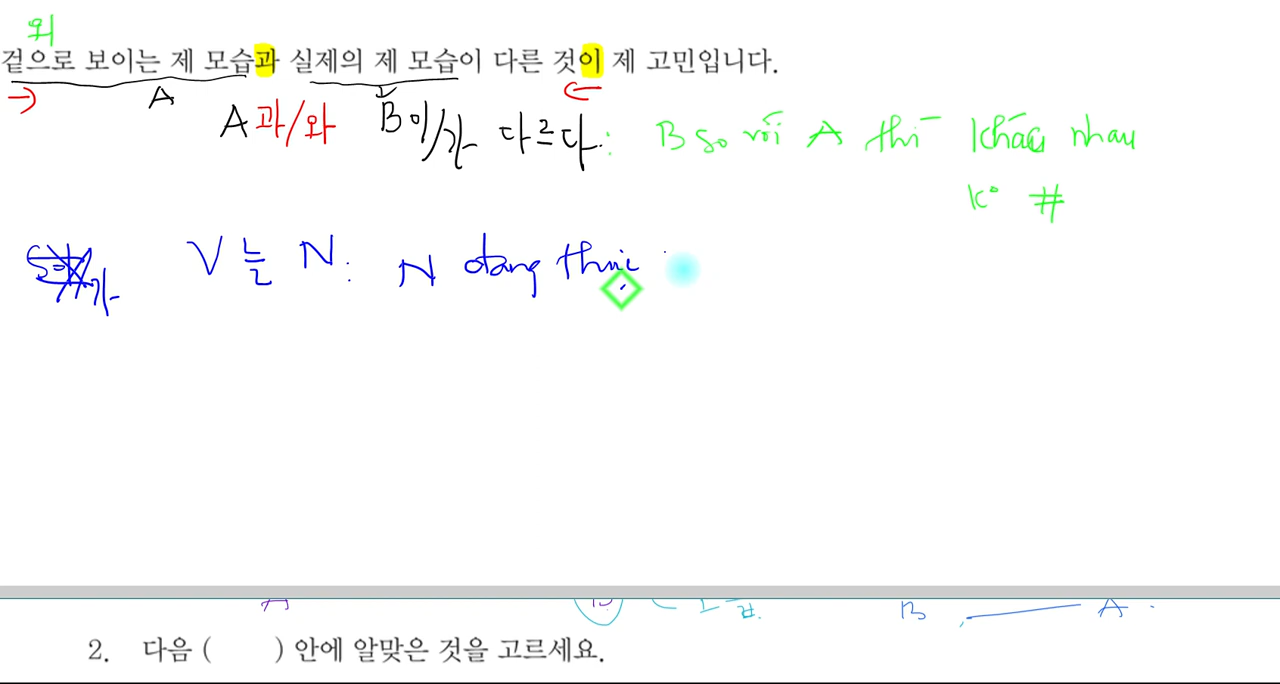 외
겉으로 보이는 제 모습과 실제의 제 모습이 다른 것이 제 고민입니다.
A
A 과/와 B이/가 다르다: B so với A thì khác nhau
k° #
V는 N: N đang thực
가
A
B A.
2. 다음 ( ) 안에 알맞은 것을 고르세요.